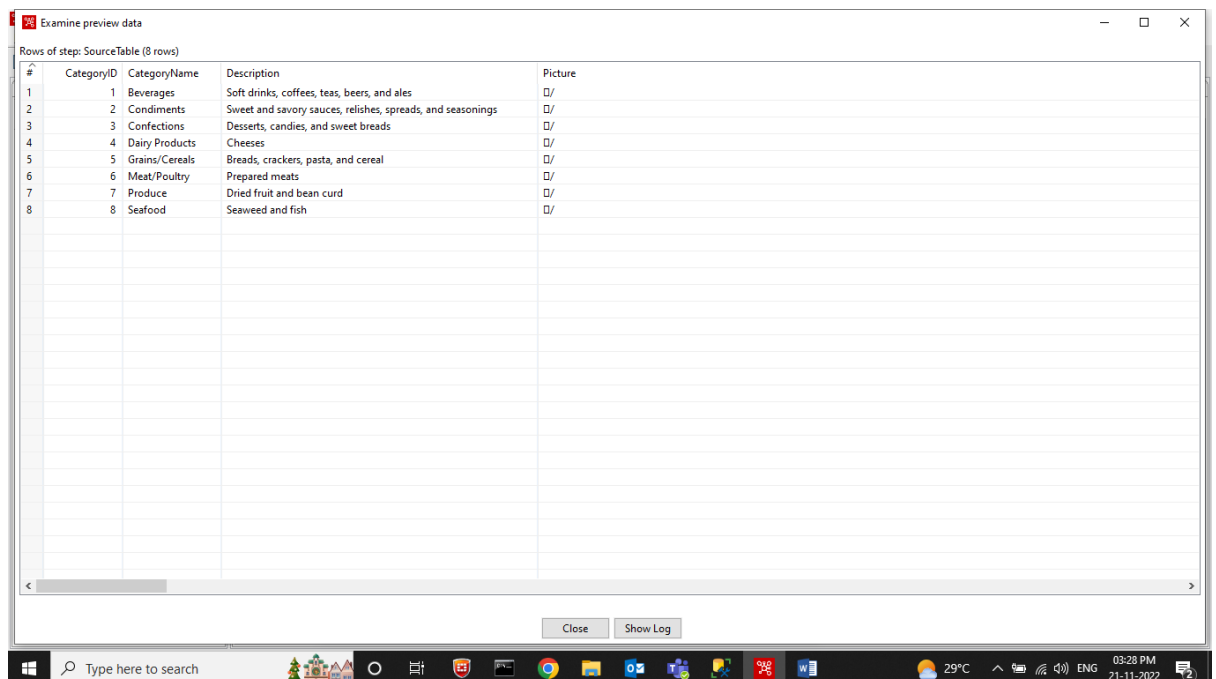 Examine preview data
Rows of step: SourceTable (8 rows)
# CategoryID CategoryName Description Picture
1 1 Beverages Soft drinks, coffees, teas, beers, and ales □/
2 2 Condiments Sweet and savory sauces, relishes, spreads, and seasonings □/
3 3 Confections Desserts, candies, and sweet breads □/
4 4 Dairy Products Cheeses □/
5 5 Grains/Cereals Breads, crackers, pasta, and cereal □/
6 6 Meat/Poultry Prepared meats □/
7 7 Produce Dried fruit and bean curd □/
8 8 Seafood Seaweed and fish □/
Close Show Log
Type here to search 29°C ENG 03:28 PM
21-11-2022